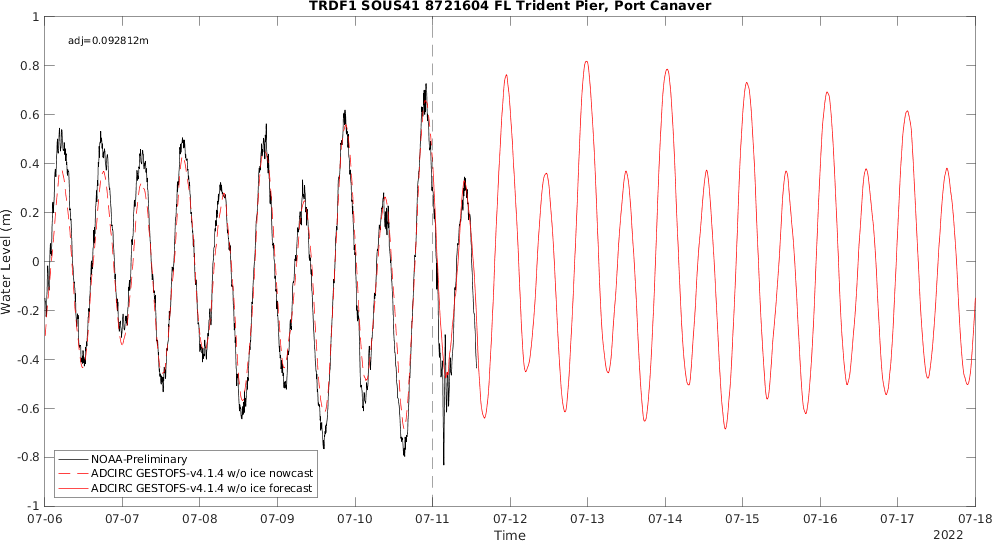 TRDF1 SOUS41 8721604 FL Trident Pier, Port Canaver
adj=0.092812m
1
0.8
0.6
0.4
0.2
0
-0.2
-0.4
-0.6
-0.8
-1
Water Level (m)
NOAA-Preliminary
ADCIRC GESTOFS-v4.1.4 w/o ice nowcast
ADCIRC GESTOFS-v4.1.4 w/o ice forecast
07-06 07-07 07-08 07-09 07-10 07-11 07-12 07-13 07-14 07-15 07-16 07-17 07-18
Time
2022